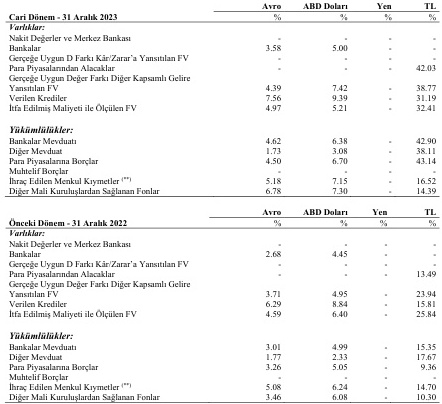 Avro ABD Doları Yen TL
Cari Dönem - 31 Aralık 2023 % % % %
Varlıklar:
Nakit Değerler ve Merkez Bankası - - - -
Bankalar 3.58 5.00 - -
Gerçeğe Uygun D Farkı Kâr/Zarar'a Yansıtılan FV - - - -
Para Piyasalarından Alacaklar - - - 42.03
Gerçeğe Uygun Değer Farkı Diğer Kapsamlı Gelire
Yansıtılan FV 4.39 7.42 - 38.77
Verilen Krediler 7.56 9.39 - 31.19
İtfa Edilmiş Maliyeti ile Ölçülen FV 4.97 5.21 - 32.41
Yükümlülükler:
Bankalar Mevduatı 4.62 6.38 - 42.90
Diğer Mevduat 1.73 3.08 - 38.11
Para Piyasalarına Borçlar 4.50 6.70 - 43.14
Muhtelif Borçlar - - - -
İhraç Edilen Menkul Kıymetler (**) 5.18 7.15 - 16.52
Diğer Mali Kuruluşlardan Sağlanan Fonlar 6.78 7.30 - 14.39
Avro ABD Doları Yen TL
Önceki Dönem - 31 Aralık 2022 % % % %
Varlıklar:
Nakit Değerler ve Merkez Bankası - - - -
Bankalar 2.68 4.45 - -
Gerçeğe Uygun D Farkı Kâr/Zarar'a Yansıtılan FV - - - -
Para Piyasalarından Alacaklar - - - 13.49
Gerçeğe Uygun Değer Farkı Diğer Kapsamlı Gelire
Yansıtılan FV 3.71 4.95 - 23.94
Verilen Krediler 6.29 8.84 - 15.81
İtfa Edilmiş Maliyeti ile Ölçülen FV 4.59 6.40 - 25.84
Yükümlülükler:
Bankalar Mevduatı 3.01 4.99 - 15.35
Diğer Mevduat 1.77 2.33 - 17.67
Para Piyasalarına Borçlar 3.26 5.05 - 9.36
Muhtelif Borçlar - - - -
İhraç Edilen Menkul Kıymetler (**) 5.08 6.24 - 14.70
Diğer Mali Kuruluşlardan Sağlanan Fonlar 3.46 6.08 - 10.30